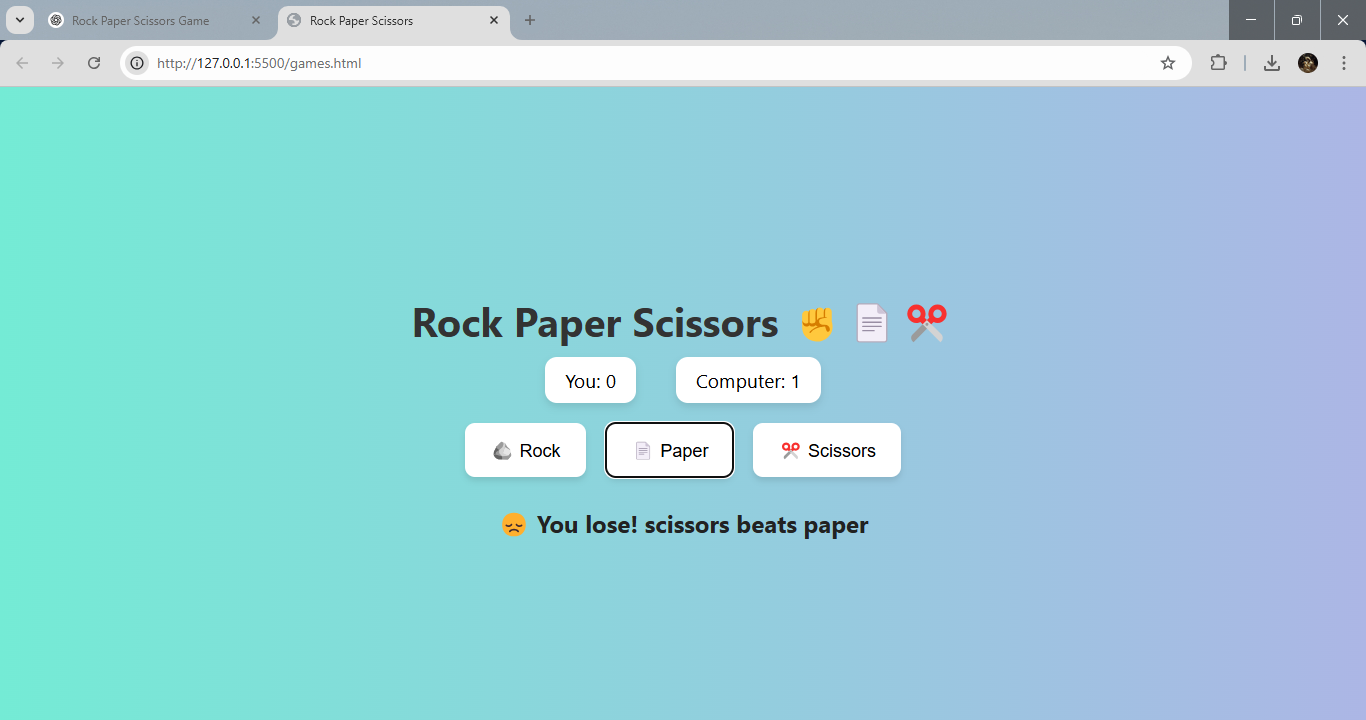 Rock Paper Scissors Game
Rock Paper Scissors
http://127.0.0.1:5500/games.html
Rock Paper Scissors ✊ 📄 ✂️
You: 0
Computer: 1
🪨 Rock
📄 Paper
✂️ Scissors
😞 You lose! scissors beats paper